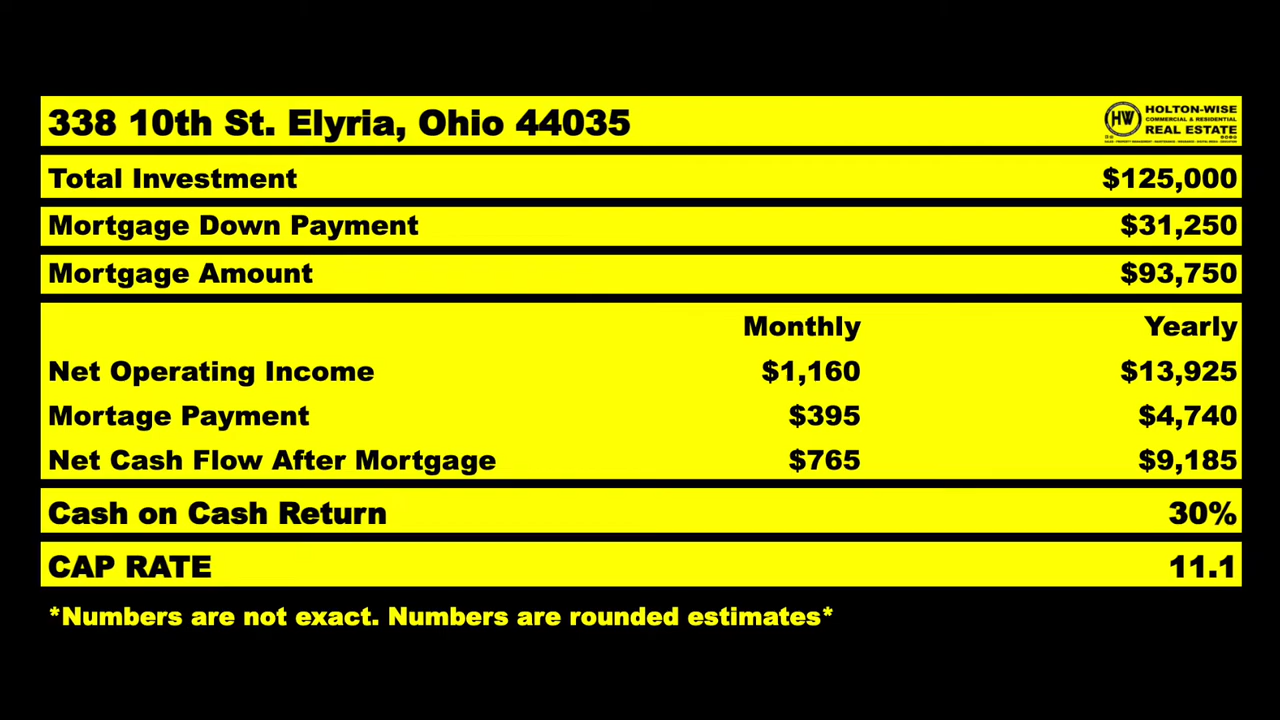 338 10th St. Elyria, Ohio 44035
HW
HOLTON-WISE
COMMERCIAL & RESIDENTIAL
REAL ESTATE
Total Investment $125,000
Mortgage Down Payment $31,250
Mortgage Amount $93,750
Monthly Yearly
Net Operating Income $1,160 $13,925
Mortage Payment $395 $4,740
Net Cash Flow After Mortgage $765 $9,185
Cash on Cash Return 30%
CAP RATE 11.1
*Numbers are not exact. Numbers are rounded estimates*